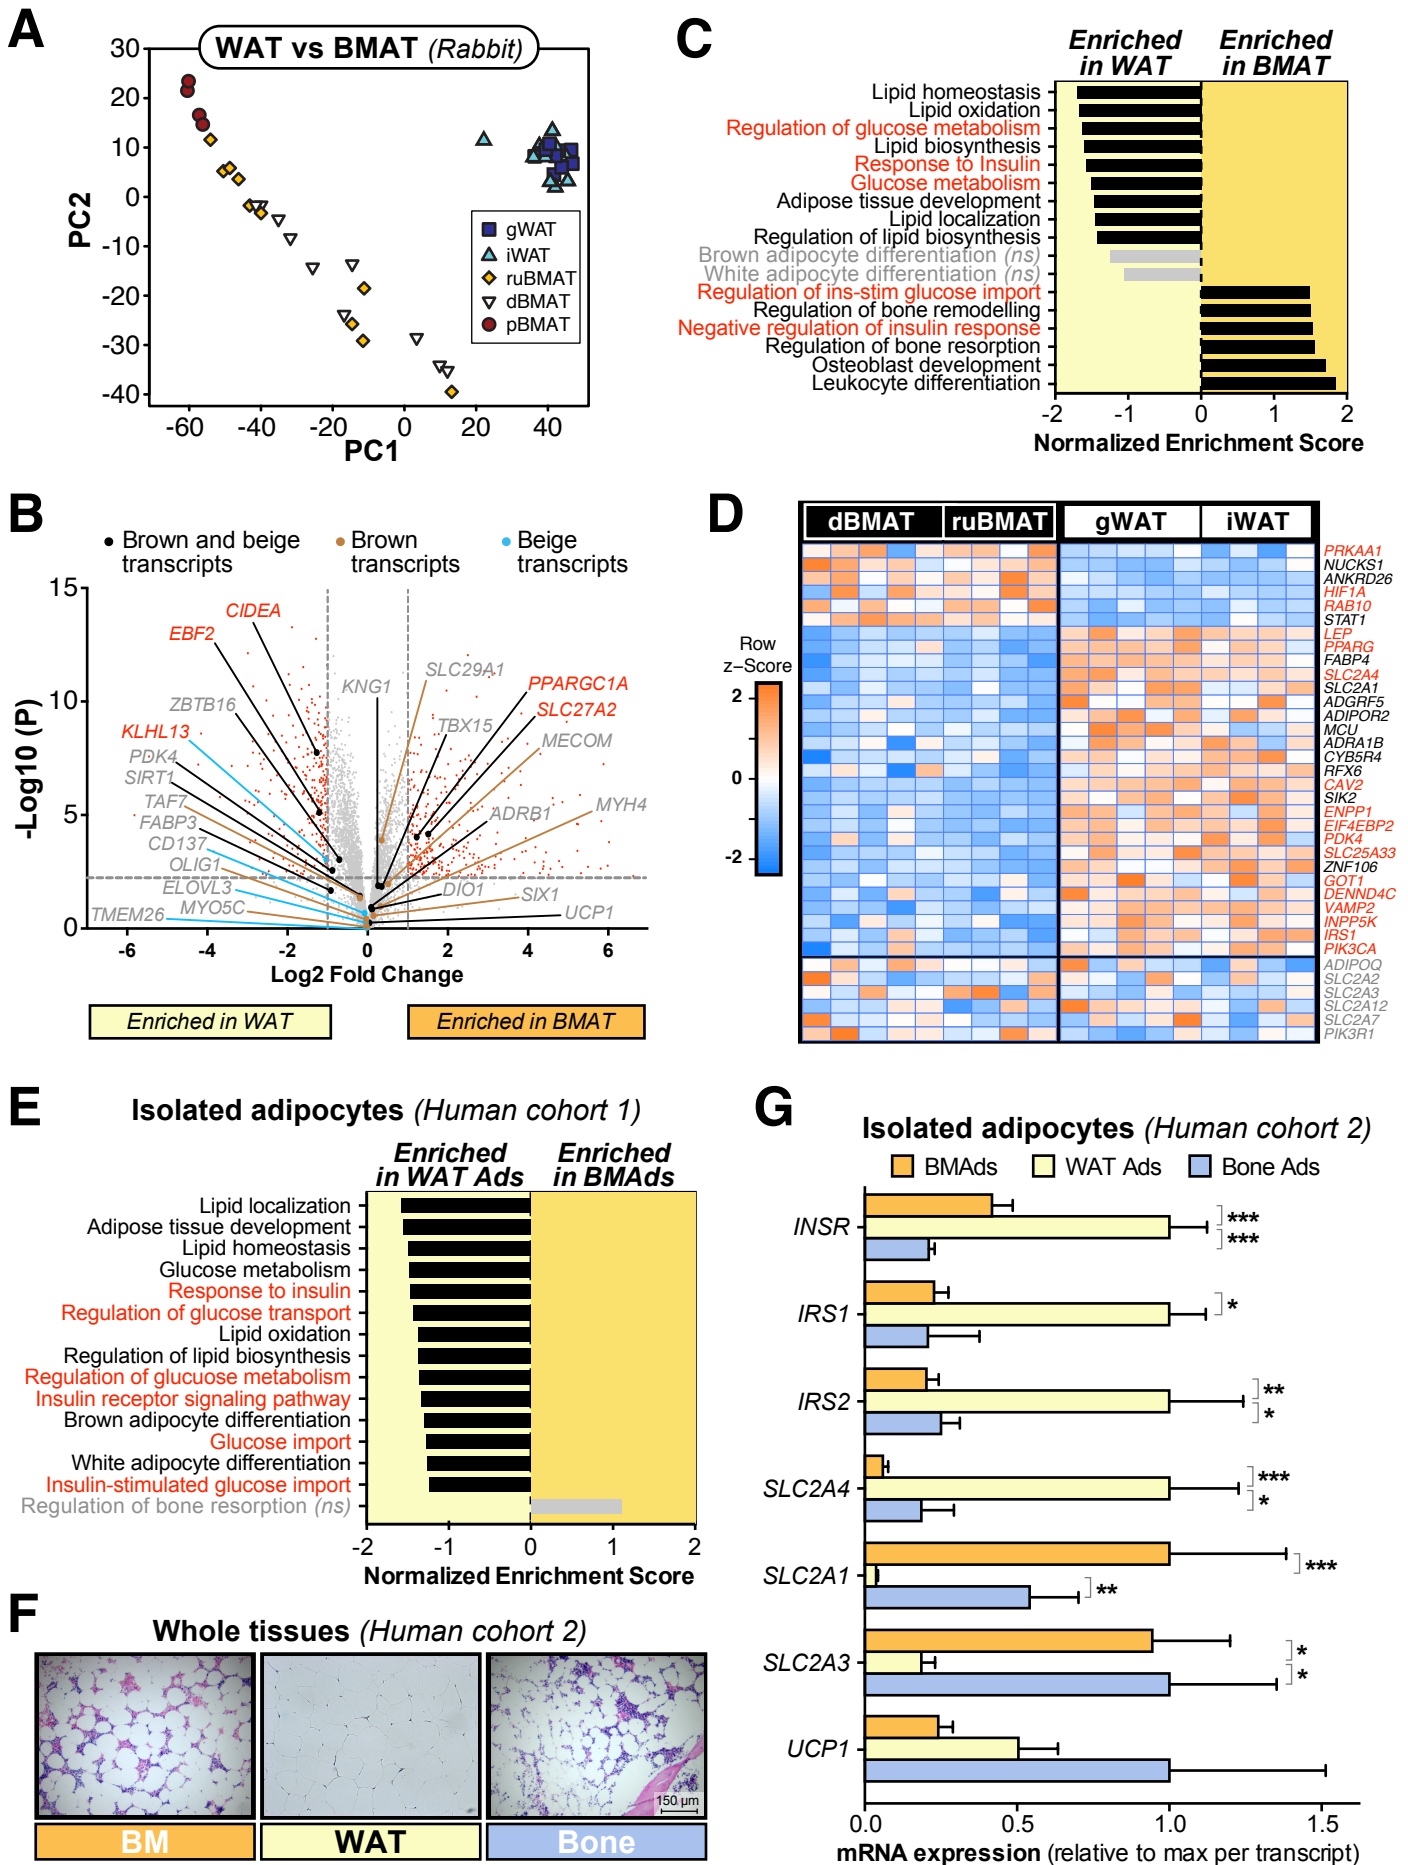 A
WAT vs BMAT (Rabbit)
30
20
10
0
-10
-20
-30
-40
PC2
-60
-40
-20
0
20
40
PC1
gWAT
iWAT
ruBMAT
dBMAT
pBMAT
C
Enriched
in WAT
Enriched
in BMAT
Lipid homeostasis
Lipid oxidation
Regulation of glucose metabolism
Lipid biosynthesis
Response to Insulin
Glucose metabolism
Adipose tissue development
Lipid localization
Regulation of lipid biosynthesis
Brown adipocyte differentiation (ns)
White adipocyte differentiation (ns)
Regulation of ins-stim glucose import
Regulation of bone remodelling
Negative regulation of insulin response
Regulation of bone resorption
Osteoblast development
Leukocyte differentiation
-2
-1
0
1
2
Normalized Enrichment Score
B
Brown and beige
transcripts
Brown
transcripts
Beige
transcripts
15
10
5
0
-Log10 (P)
CIDEA
EBF2
ZBTB16
KLHL13
PDK4
SIRT1
TAF7
FABP3
CD137
OLIG1
ELOVL3
MYO5C
TMEM26
KNG1
SLC29A1
PPARGC1A
SLC27A2
TBX15
MECOM
MYH4
ADRB1
DIO1
SIX1
UCP1
-6
-4
-2
0
2
4
6
Log2 Fold Change
Enriched in WAT
Enriched in BMAT
D
dBMAT
ruBMAT
gWAT
iWAT
Row
z-Score
2
0
-2
PRKAA1
NUCKS1
ANKRD26
HIF1A
RAB10
STAT1
LEP
PPARG
FABP4
SLC2A4
SLC2A1
ADGRF5
ADIPOR2
MCU
ADRA1B
CYB5R4
RFX6
CAV2
SIK2
ENPP1
EIF4EBP2
PDK4
SLC25A33
ZNF106
GOT1
DENND4C
VAMP2
INPP5K
IRS1
PIK3CA
ADIPOQ
SLC2A2
SLC2A3
SLC2A12
SLC2A7
PIK3R1
E
Isolated adipocytes (Human cohort 1)
Enriched
in WAT Ads
Enriched
in BMAds
Lipid localization
Adipose tissue development
Lipid homeostasis
Glucose metabolism
Response to insulin
Regulation of glucose transport
Lipid oxidation
Regulation of lipid biosynthesis
Regulation of glucuose metabolism
Insulin receptor signaling pathway
Brown adipocyte differentiation
Glucose import
White adipocyte differentiation
Insulin-stimulated glucose import
Regulation of bone resorption (ns)
-2
-1
0
1
2
Normalized Enrichment Score
F
Whole tissues (Human cohort 2)
150 µm
BM
WAT
Bone
G
Isolated adipocytes (Human cohort 2)
BMAds
WAT Ads
Bone Ads
INSR
***
***
IRS1
*
IRS2
**
*
SLC2A4
***
*
SLC2A1
***
**
SLC2A3
*
*
UCP1
0.0
0.5
1.0
1.5
mRNA expression (relative to max per transcript)